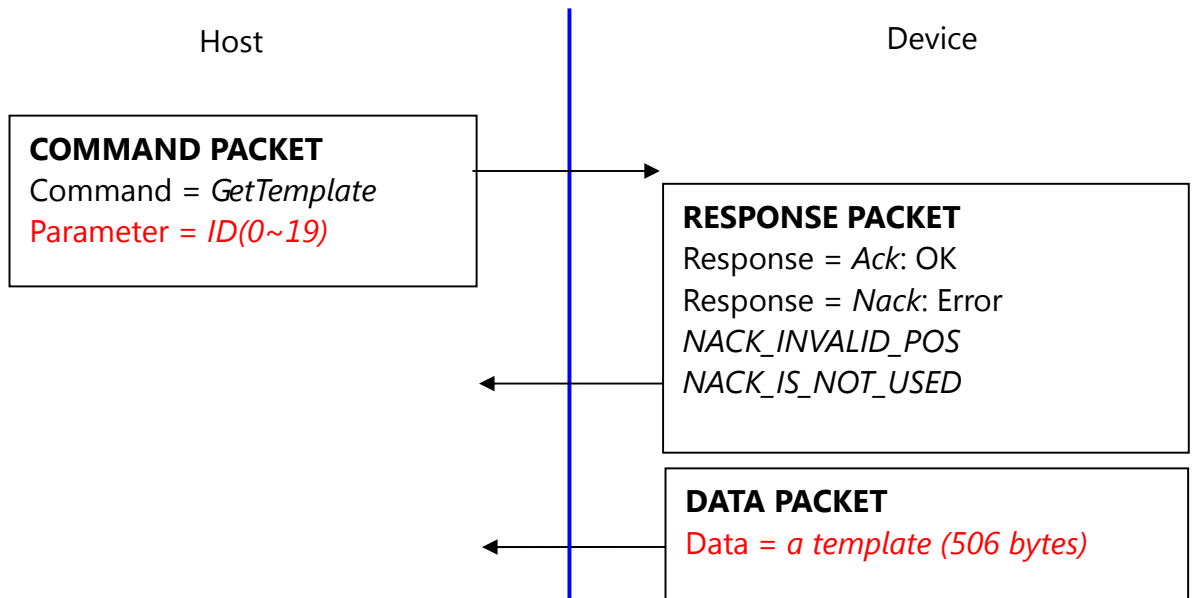 Host
Device
COMMAND PACKET
Command = GetTemplate
Parameter = ID(0~19)
RESPONSE PACKET
Response = Ack: OK
Response = Nack: Error
NACK_INVALID_POS
NACK_IS_NOT_USED
DATA PACKET
Data = a template (506 bytes)